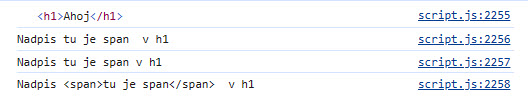 <h1>Ahoj</h1> script.js:2255
Nadpis tu je span  v h1 script.js:2256
Nadpis tu je span v h1 script.js:2257
Nadpis <span>tu je span</span>  v h1 script.js:2258